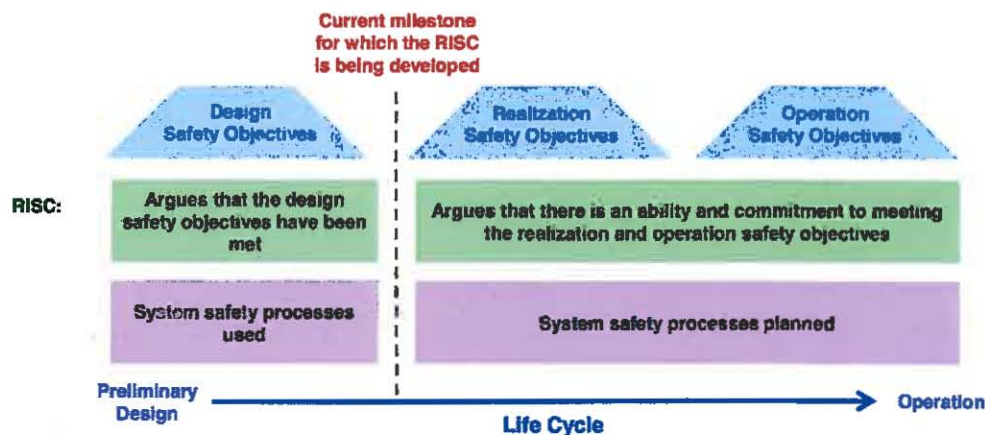 Current milestone
for which the RISC
is being developed
Design
Safety Objectives
Realization
Safety Objectives
Operation
Safety Objectives
RISC:
Argues that the design
safety objectives have been
met
Argues that there is an ability and commitment to meeting
the realization and operation safety objectives
System safety processes
used
System safety processes planned
Preliminary
Design
Life Cycle
Operation